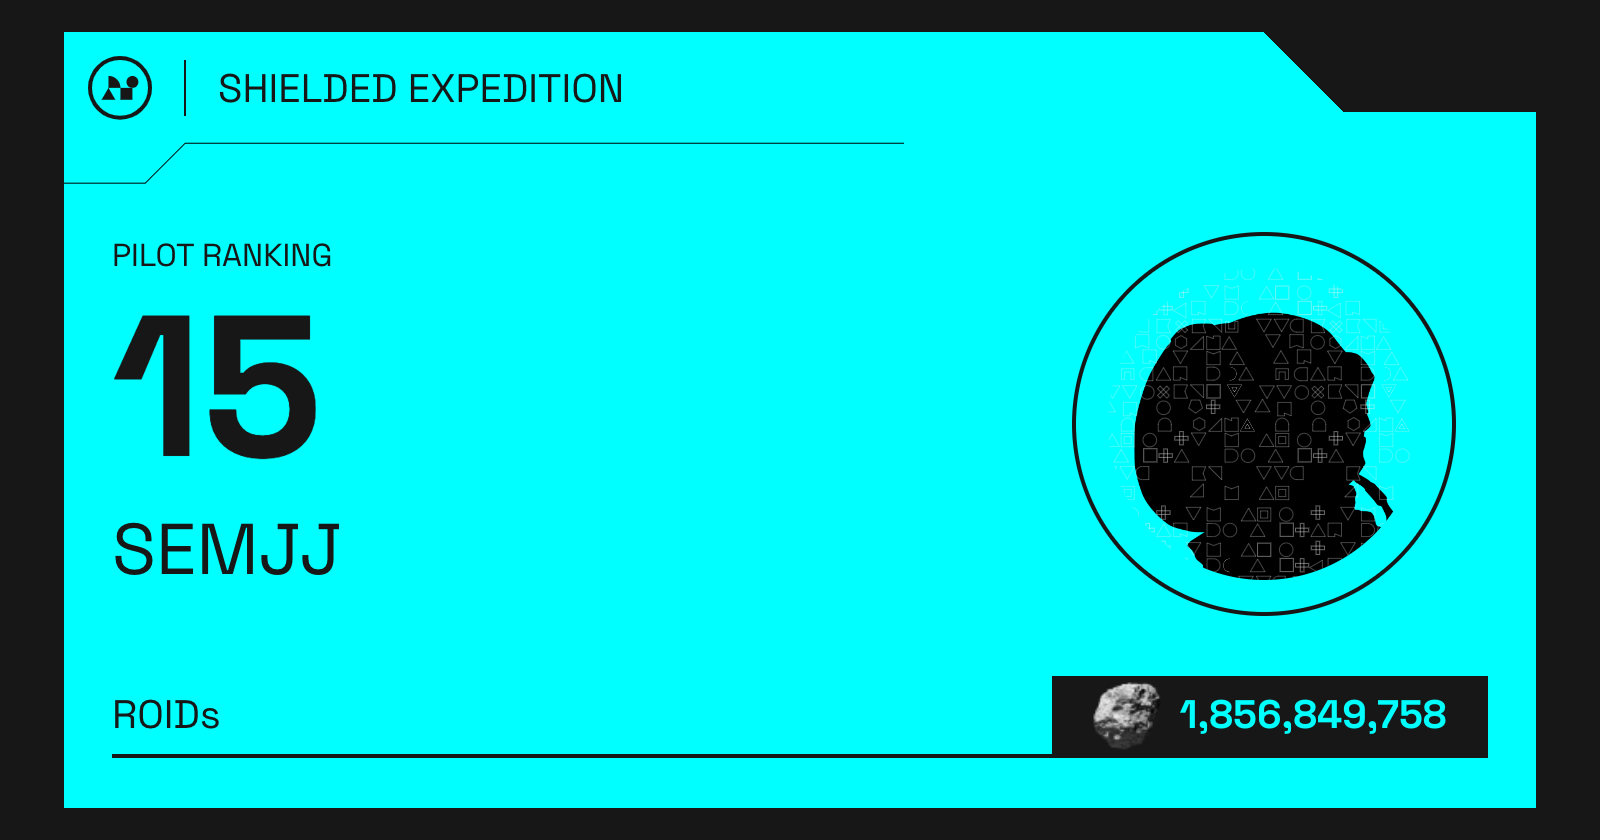 SHIELDED EXPEDITION
PILOT RANKING
15
SEMJJ
ROIDs
1,856,849,758